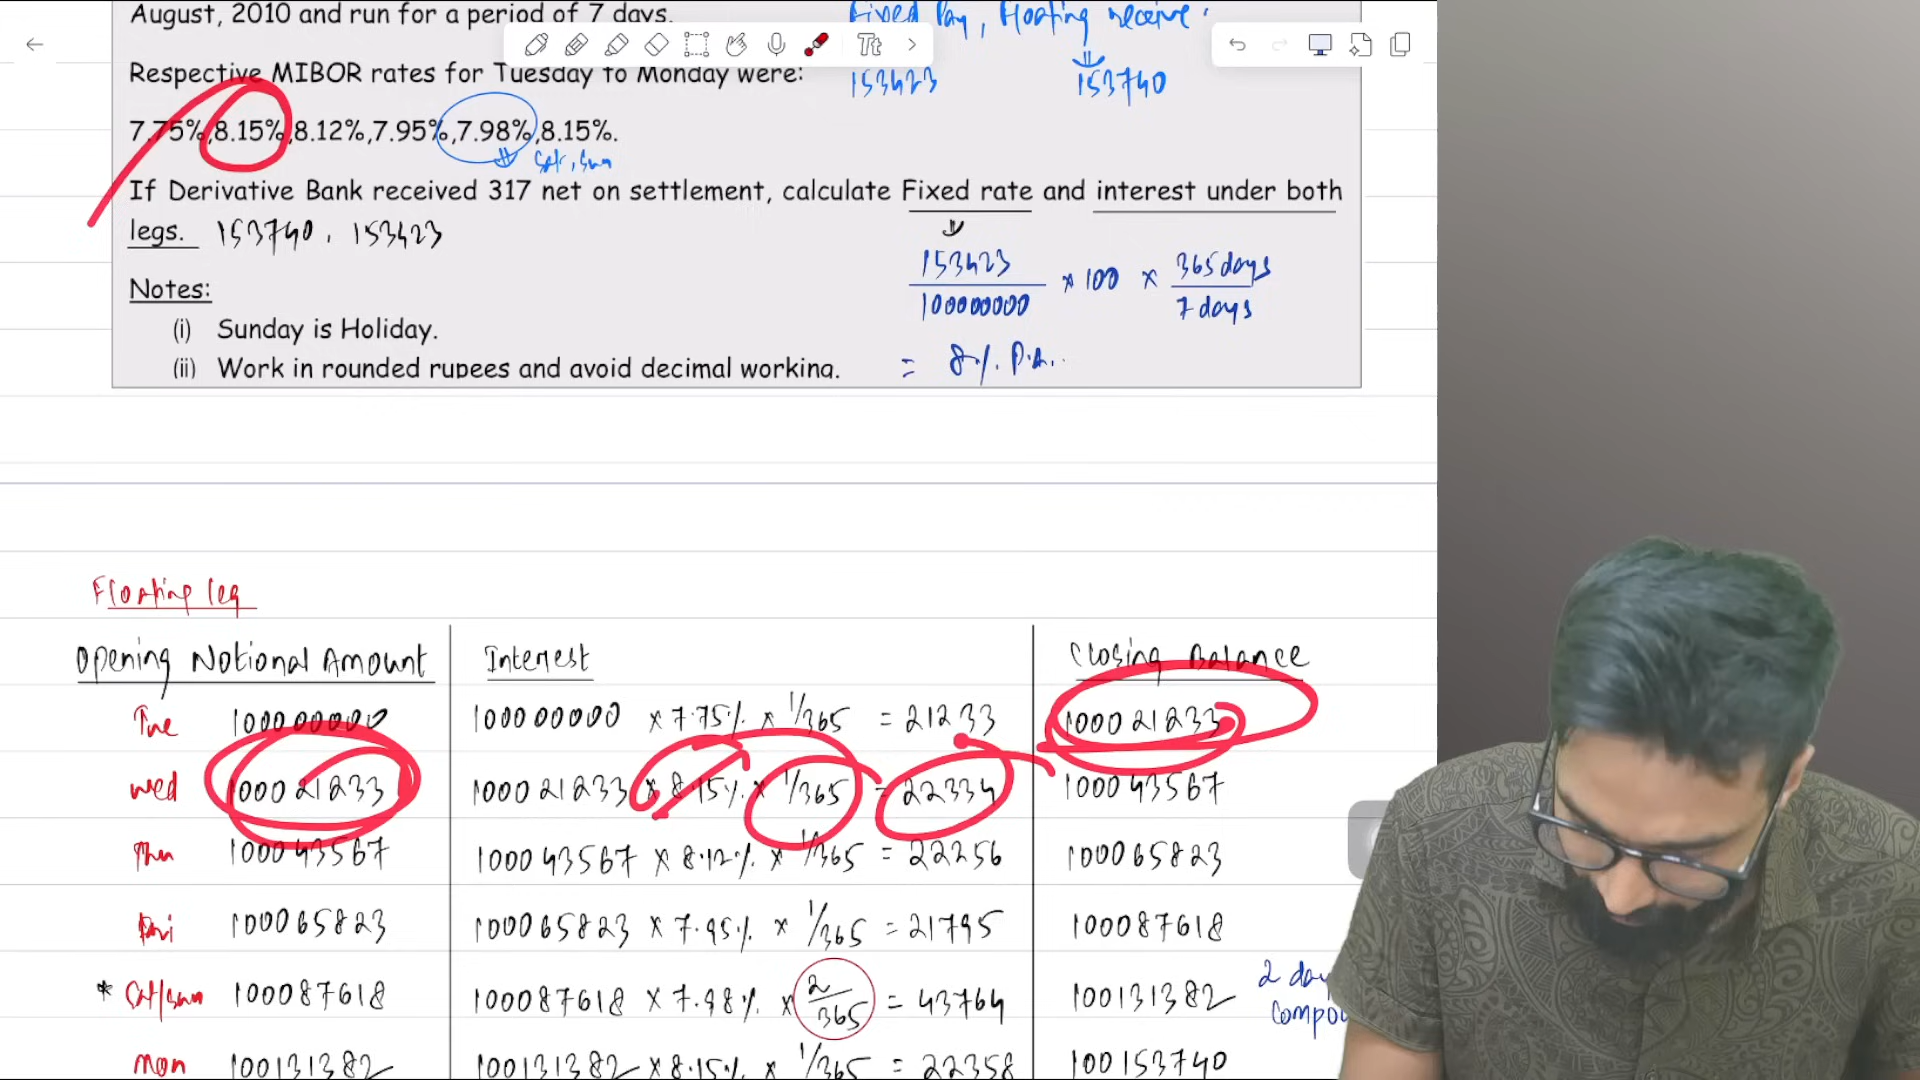 August, 2010 and run for a period of 7 days.
Fixed Pay, Floating receive.
Tt
Respective MIBOR rates for Tuesday to Monday were:
153423 153740
7.75%,8.15%,8.12%,7.95%,7.98%,8.15%.
Sat, Sun
If Derivative Bank received 317 net on settlement, calculate Fixed rate and interest under both
legs. 153740, 153423
153423
100000000
* 100 × 365 days
7 days
Notes:
(i) Sunday is Holiday.
(ii) Work in rounded rupees and avoid decimal working.
= 8% P.A.
Floating leg
Opening Notional Amount Interest Closing Balance
Tue 100000000 100000000 × 7.75% × 1/365 = 21233 100021233
Wed 100021233 100021233 × 8.15% × 1/365 = 22334 100043567
Thu 100043567 100043567 × 8.12% × 1/365 = 22256 100065823
Fri 100065823 100065823 × 7.95% × 1/365 = 21795 100087618
* Sat/Sun 100087618 100087618 × 7.98% × 2/365 = 43764 100131382
2 day
compou
Mon 100131382 100131382 × 8.15% × 1/365 = 22358 100153740